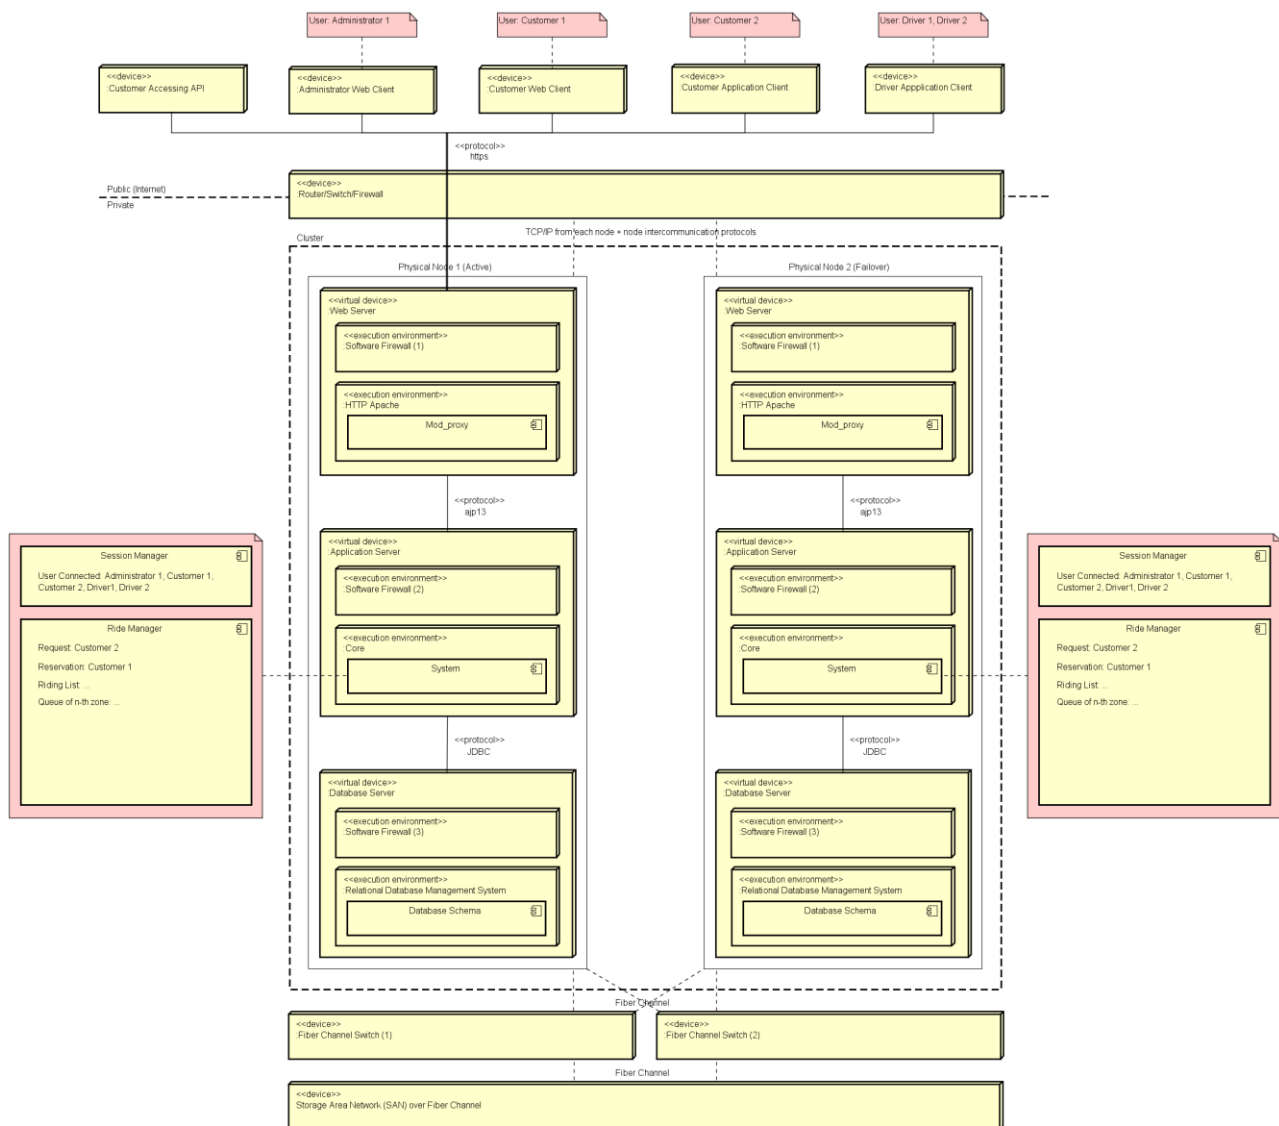 User: Administrator 1
User: Customer 1
User: Customer 2
User: Driver 1, Driver 2
<<device>>
:Customer Accessing API
<<device>>
:Administrator Web Client
<<device>>
:Customer Web Client
<<device>>
:Customer Application Client
<<device>>
:Driver Appplication Client
<<protocol>>
https
Public (Internet)
Private
<<device>>
:Router/Switch/Firewall
TCP/IP from each node + node intercommunication protocols
Cluster
Physical Node 1 (Active)
<<virtual device>>
:Web Server
<<execution environment>>
:Software Firewall (1)
<<execution environment>>
:HTTP Apache
Mod_proxy
<<protocol>>
ajp13
<<virtual device>>
:Application Server
<<execution environment>>
:Software Firewall (2)
<<execution environment>>
:Core
System
<<protocol>>
JDBC
<<virtual device>>
:Database Server
<<execution environment>>
:Software Firewall (3)
<<execution environment>>
:Relational Database Management System
Database Schema
Physical Node 2 (Failover)
<<virtual device>>
:Web Server
<<execution environment>>
:Software Firewall (1)
<<execution environment>>
:HTTP Apache
Mod_proxy
<<protocol>>
ajp13
<<virtual device>>
:Application Server
<<execution environment>>
:Software Firewall (2)
<<execution environment>>
:Core
System
<<protocol>>
JDBC
<<virtual device>>
:Database Server
<<execution environment>>
:Software Firewall (3)
<<execution environment>>
:Relational Database Management System
Database Schema
Session Manager
User Connected: Administrator 1, Customer 1,
Customer 2, Driver1, Driver 2
Ride Manager
Request: Customer 2
Reservation: Customer 1
Riding List: ...
Queue of n-th zone: ...
Session Manager
User Connected: Administrator 1, Customer 1,
Customer 2, Driver1, Driver 2
Ride Manager
Request: Customer 2
Reservation: Customer 1
Riding List: ...
Queue of n-th zone: ...
Fiber Channel
<<device>>
:Fiber Channel Switch (1)
<<device>>
:Fiber Channel Switch (2)
Fiber Channel
<<device>>
Storage Area Network (SAN) over Fiber Channel